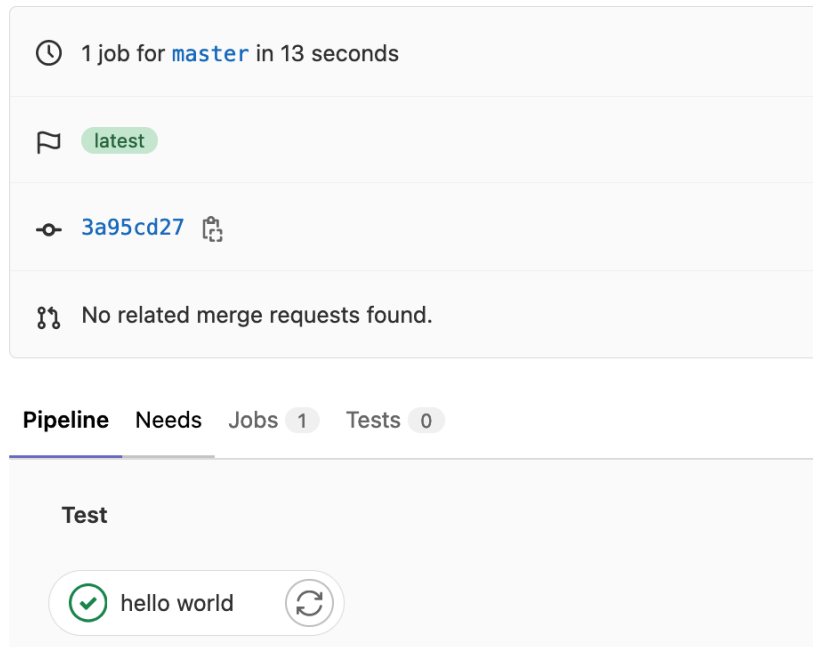 1 job for master in 13 seconds
latest
3a95cd27
No related merge requests found.
Pipeline Needs Jobs 1 Tests 0
Test
hello world